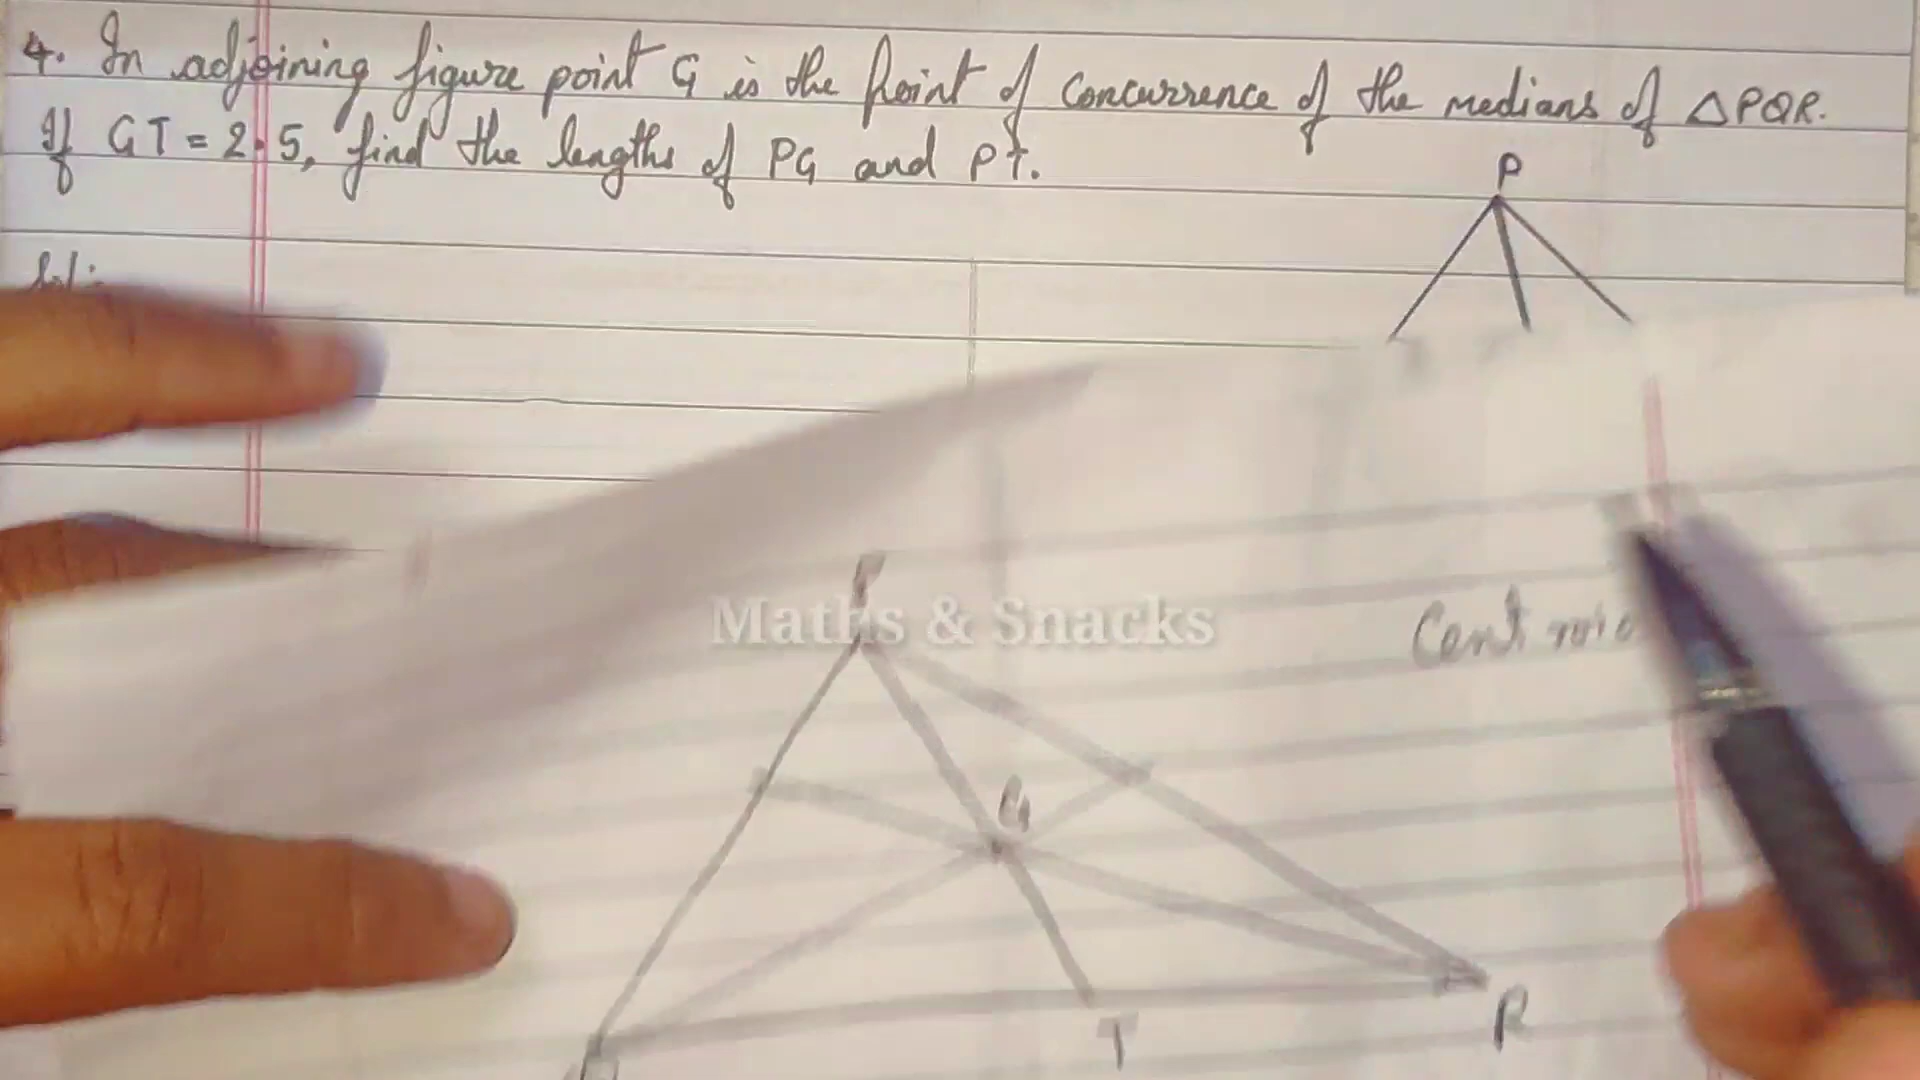 4. In adjoining figure point G is the point of concurrence of the medians of △PQR.
If GT = 2.5, find the lengths of PG and PT.
P
Maths & Snacks
G
T
R